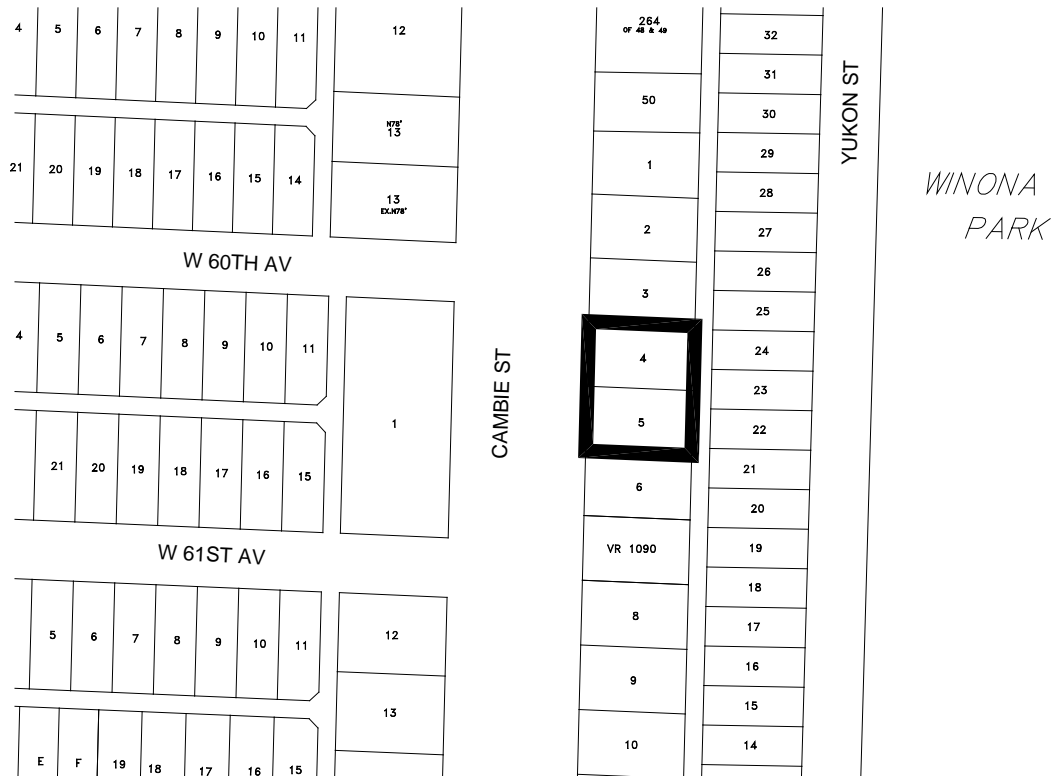 4 5 6 7 8 9 10 11
12
264
OF 48 & 49
32
31
50
30
N78'
13
29
1
21 20 19 18 17 16 15 14
28
13
EX.N78'
2
27
YUKON ST
WINONA
PARK
W 60TH AV
26
3
25
4 5 6 7 8 9 10 11
4
24
23
1
CAMBIE ST
5
22
21 20 19 18 17 16 15
21
6
20
W 61ST AV
VR 1090
19
18
8
17
5 6 7 8 9 10 11
12
16
9
15
13
10
14
E F 19 18 17 16 15